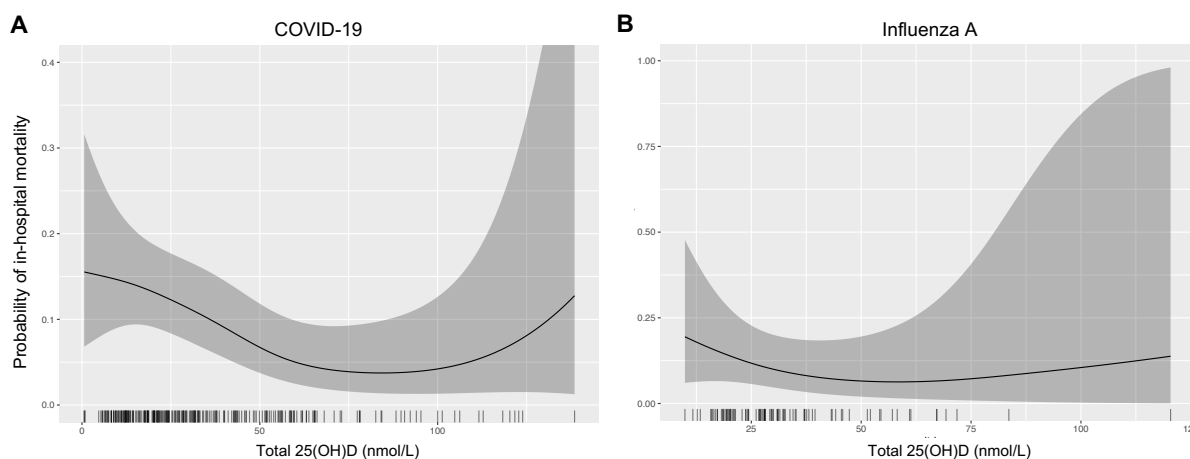 A
COVID-19
Probability of in-hospital mortality
0.4
0.3
0.2
0.1
0.0
0
50
100
Total 25(OH)D (nmol/L)
B
Influenza A
1.00
0.75
0.50
0.25
0.00
25
50
75
100
12
Total 25(OH)D (nmol/L)